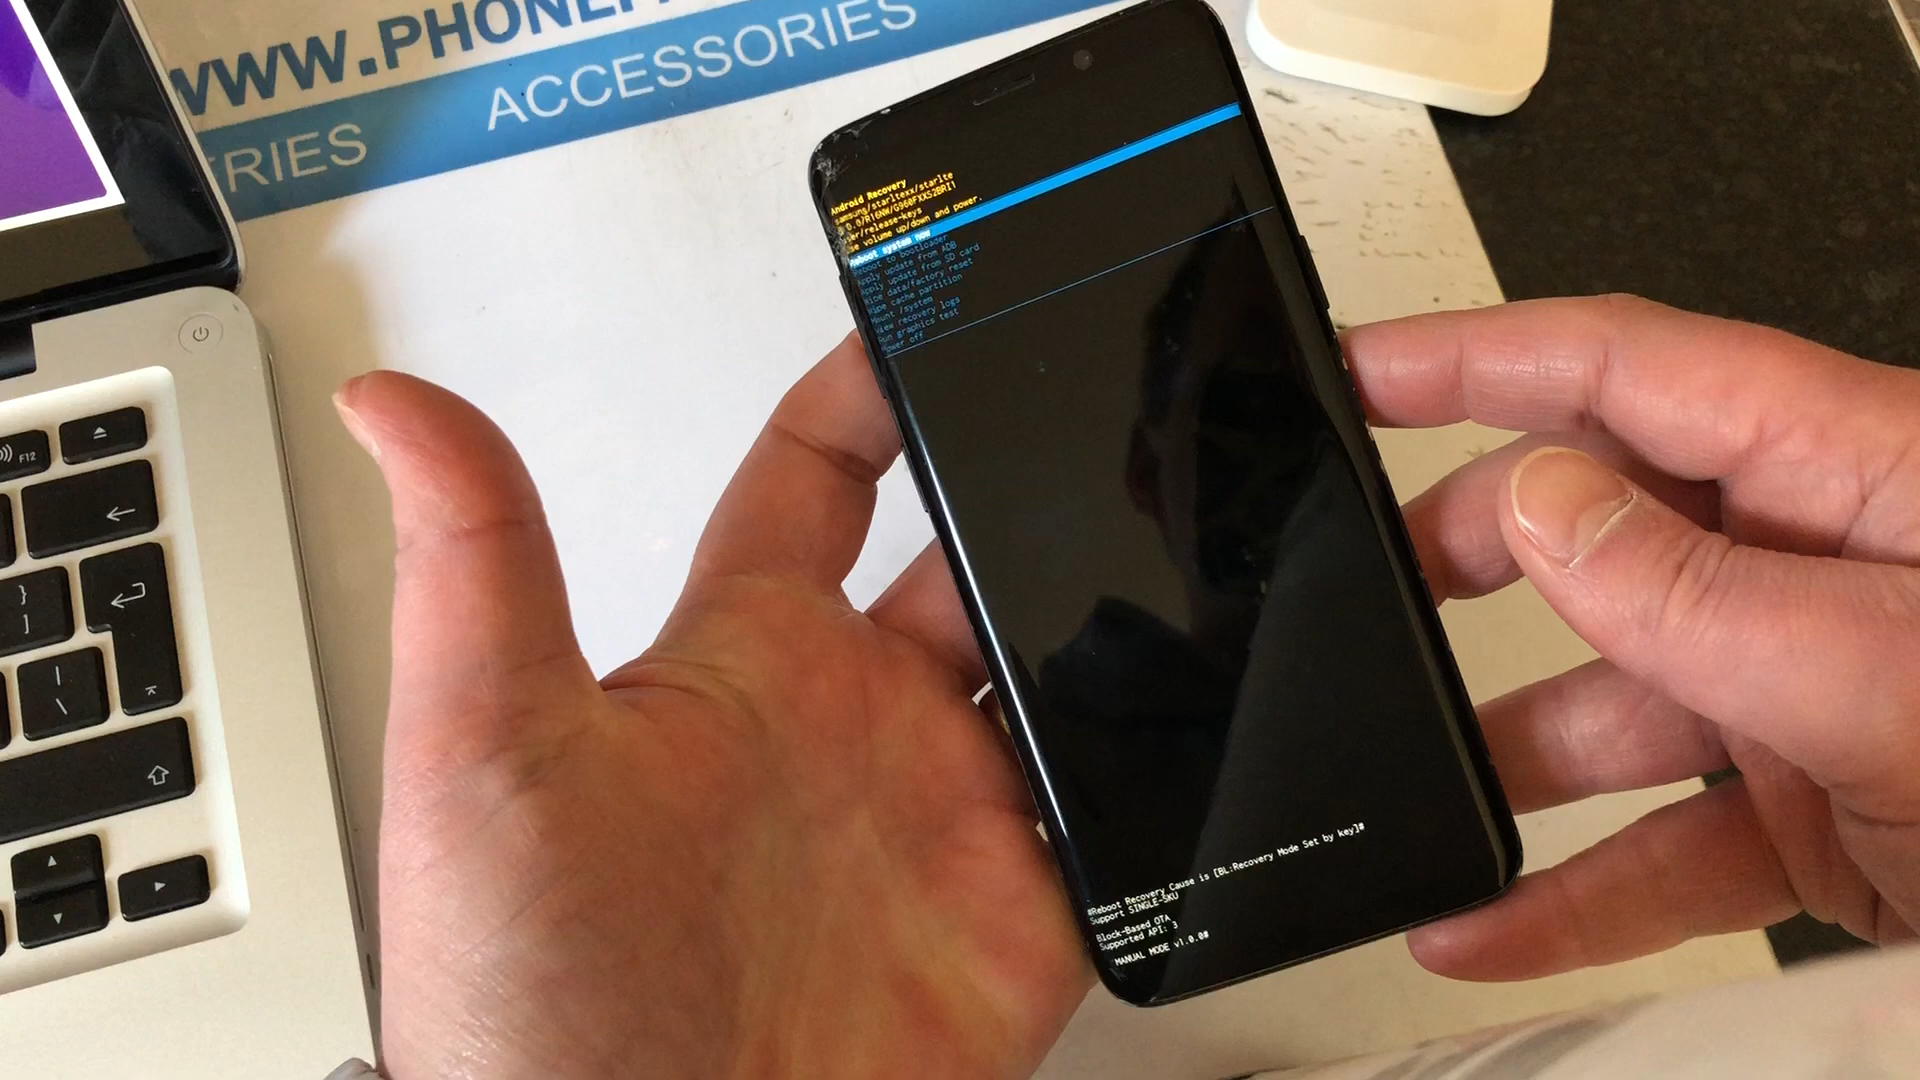 WWW.PHONE
ACCESSORIES
RIES
Android Recovery
samsung/starltexx/starlte
8.0.0/R16NW/G960FXXS2BRI1
user/release-keys
Use volume up/down and power.
Reboot system now
Reboot to bootloader
Apply update from ADB
Apply update from SD card
Wipe data/factory reset
Wipe cache partition
Mount /system
View recovery logs
Run graphics test
Power off
#Reboot Recovery Cause is [BL:Recovery Mode Set by key]#
Support SINGLE-SKU
Block-Based OTA
Supported API: 3
MANUAL MODE v1.0.0#
F12
}
]
|
\